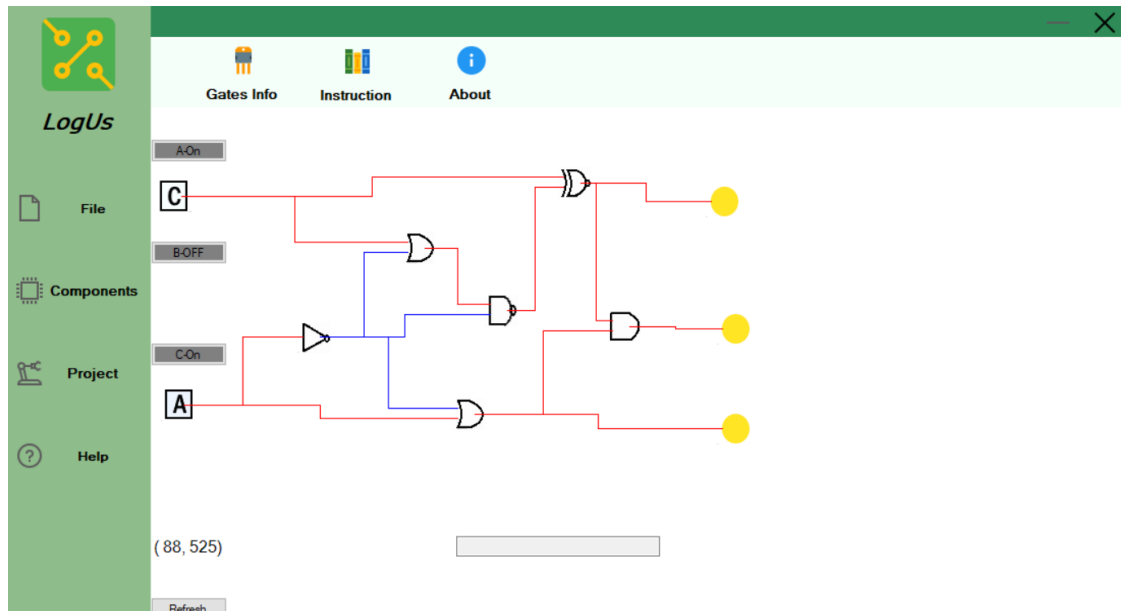 LogUs
File
Components
Project
Help
Gates Info
Instruction
About
A-On
C
B-OFF
C-On
A
( 88, 525)
Refresh